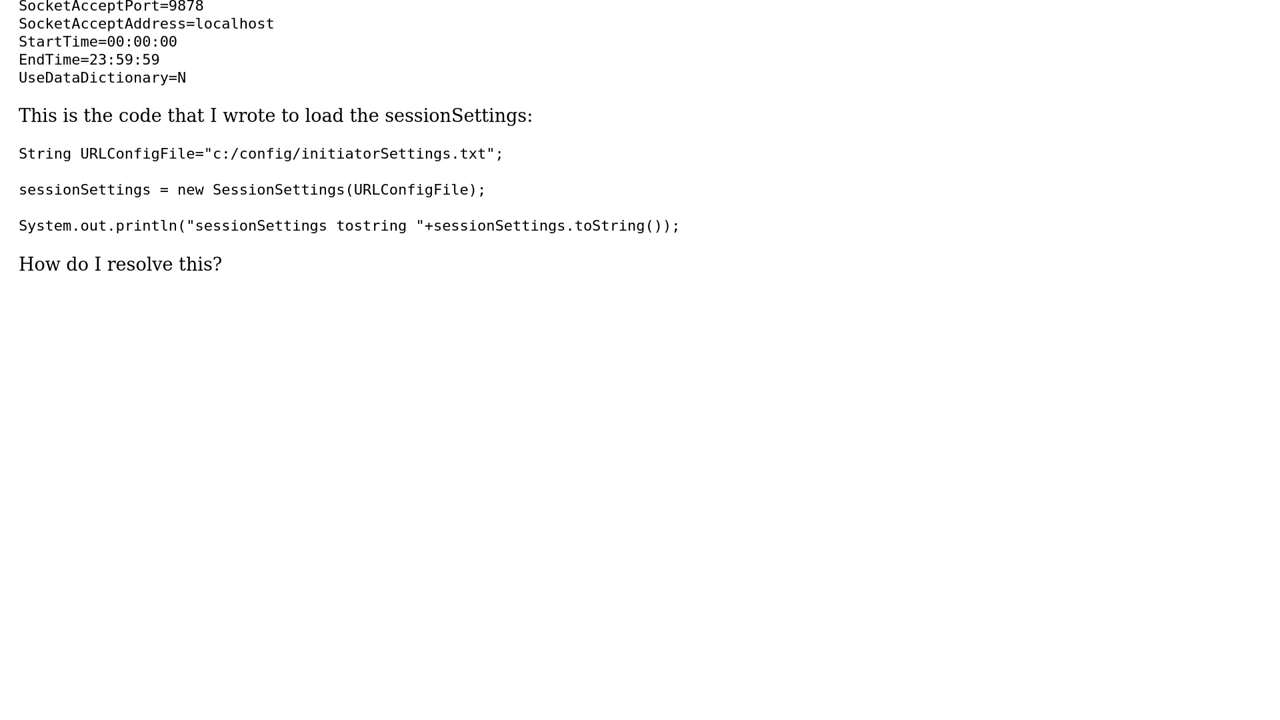 SocketAcceptPort=9878
SocketAcceptAddress=localhost
StartTime=00:00:00
EndTime=23:59:59
UseDataDictionary=N
This is the code that I wrote to load the sessionSettings:
String URLConfigFile="c:/config/initiatorSettings.txt";
sessionSettings = new SessionSettings(URLConfigFile);
System.out.println("sessionSettings tostring "+sessionSettings.toString());
How do I resolve this?